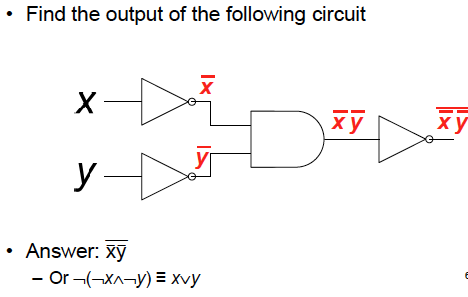 • Find the output of the following circuit
x̅
x
x̅ y̅
x̿ y̿
y̅
y
• Answer: x̿y̿
– Or ¬(¬x∧¬y) ≡ x∨y